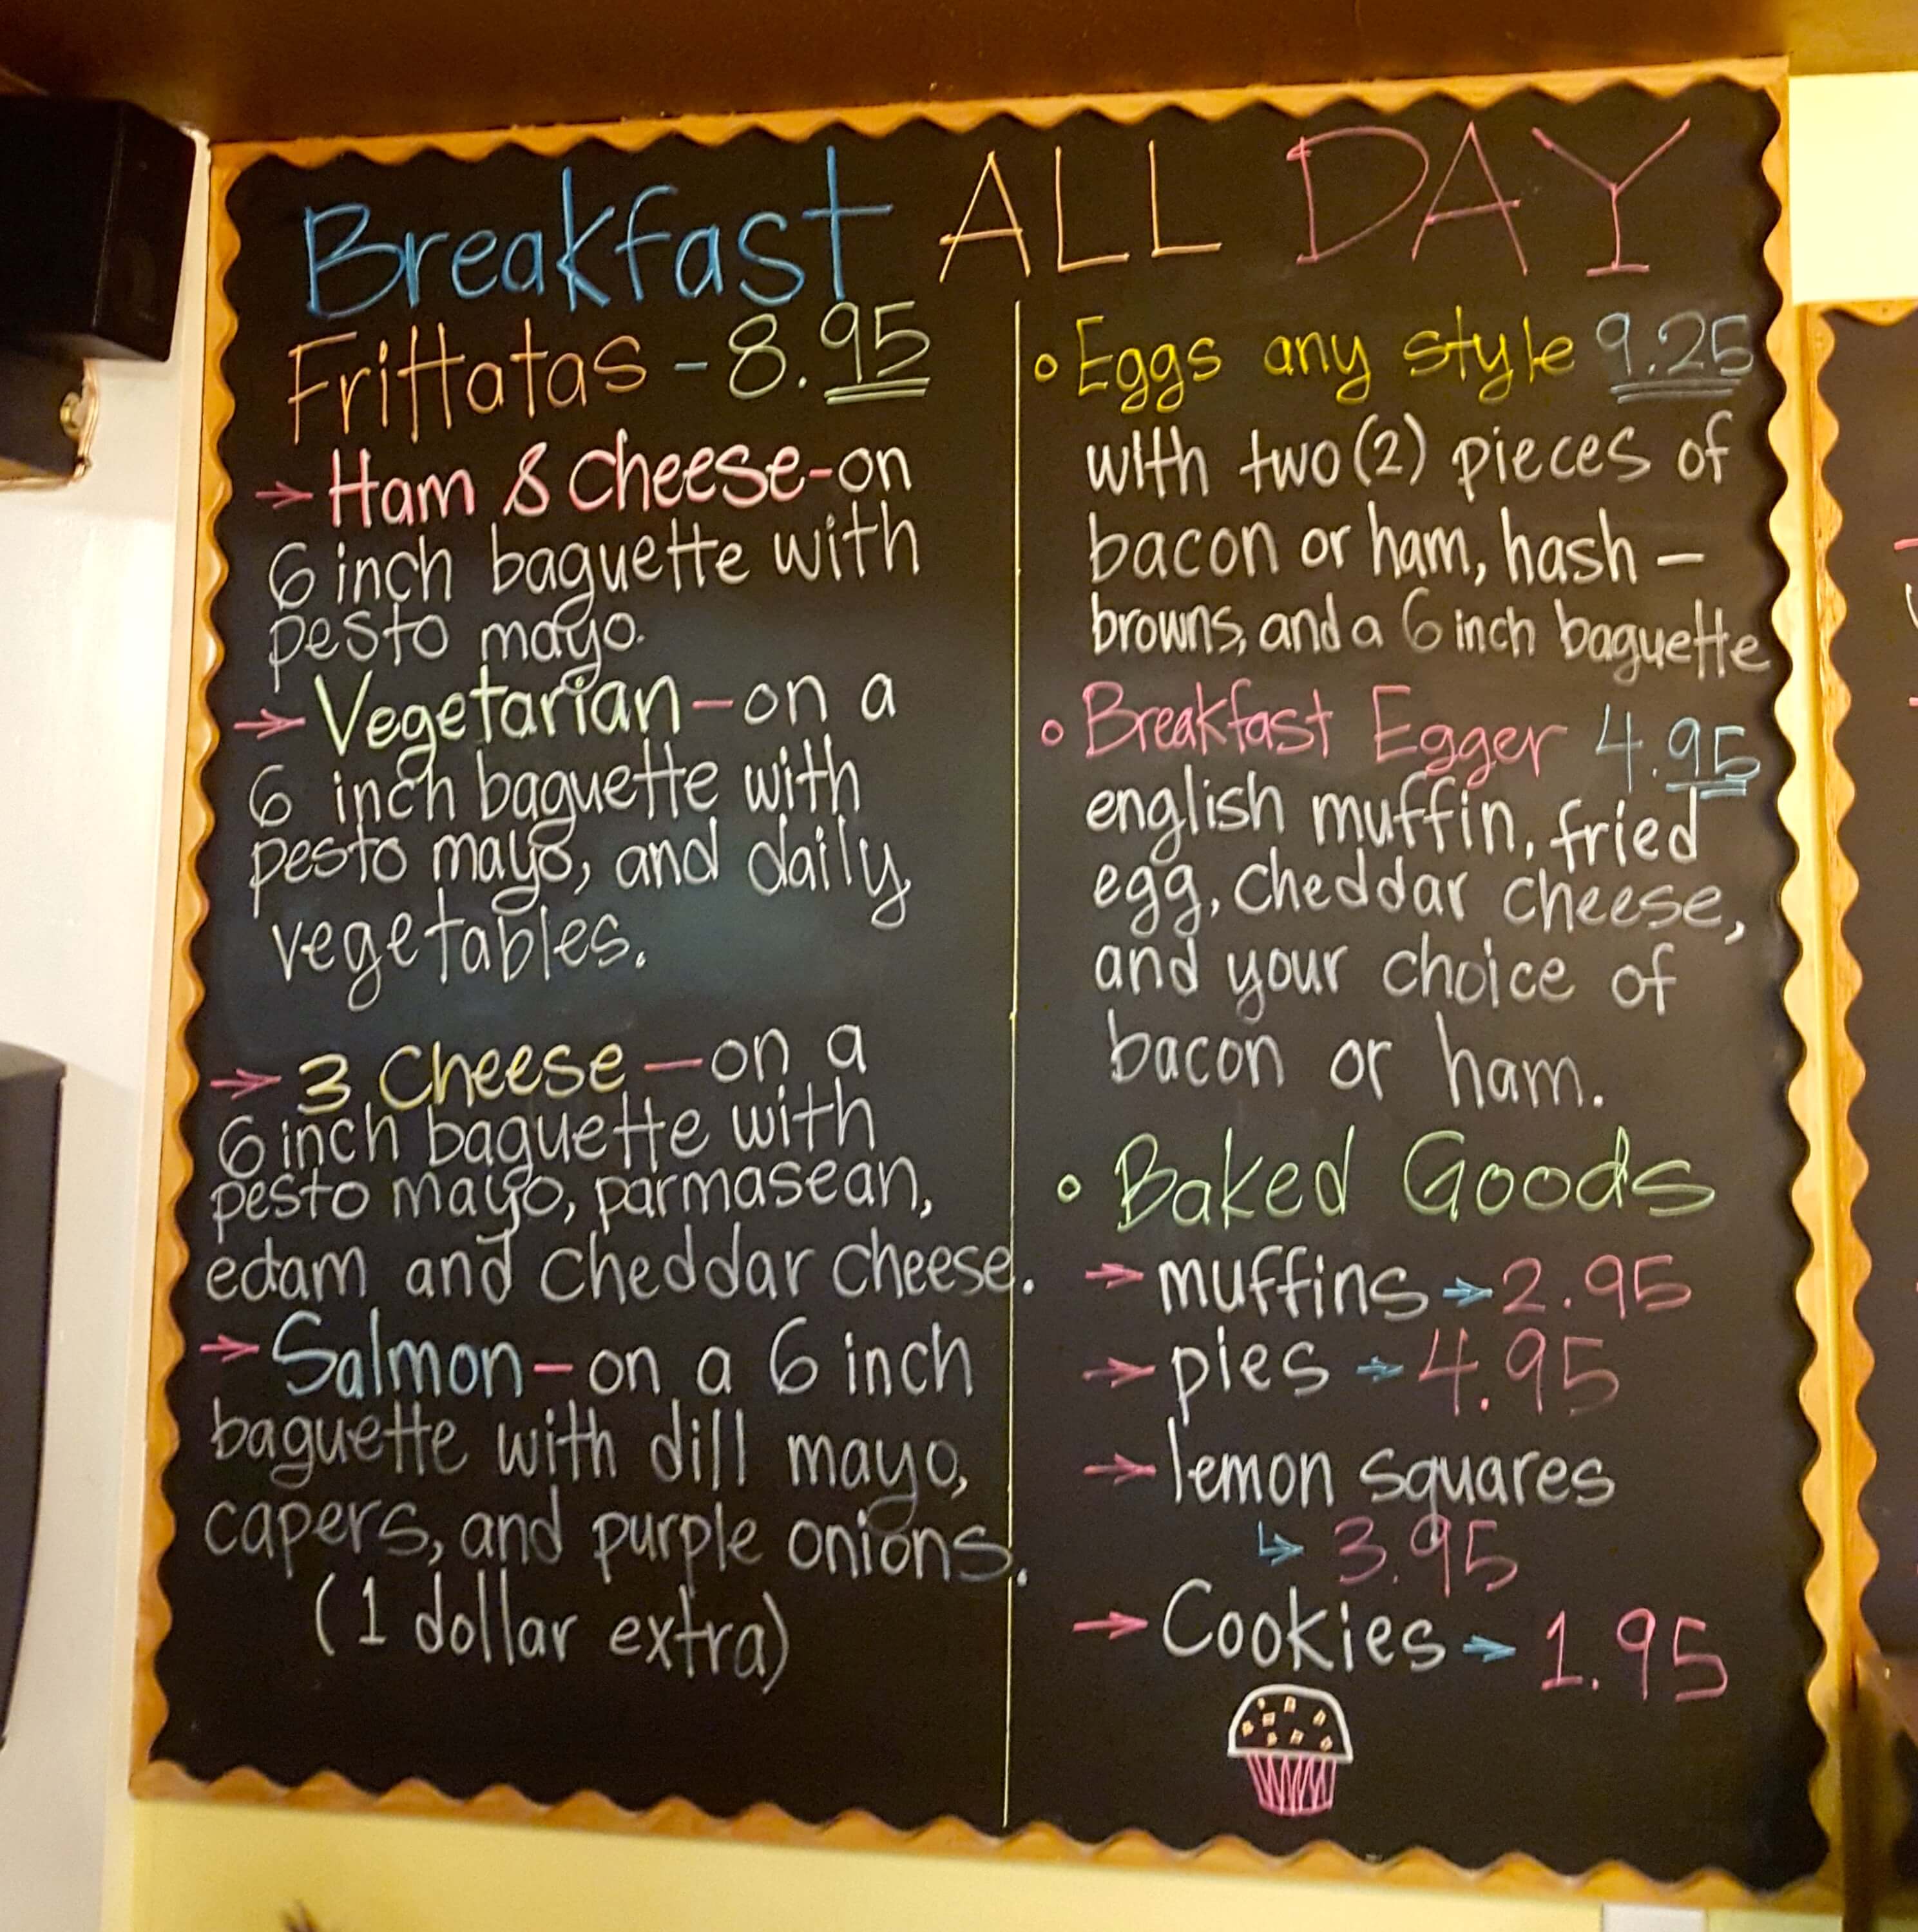 Breakfast ALL DAY
Frittatas - 8.95
→ Ham & Cheese - on
6 inch baguette with
pesto mayo.
→ Vegetarian - on a
6 inch baguette with
pesto mayo, and daily
vegetables.
→ 3 Cheese - on a
6 inch baguette with
pesto mayo, parmasean,
edam and cheddar cheese.
→ Salmon - on a 6 inch
baguette with dill mayo,
capers, and purple onions.
(1 dollar extra)
◦ Eggs any style 9.25
with two (2) pieces of
bacon or ham, hash -
browns, and a 6 inch baguette
◦ Breakfast Egger 4.95
english muffin, fried
egg, cheddar cheese,
and your choice of
bacon or ham.
◦ Baked Goods
→ muffins → 2.95
→ pies → 4.95
→ lemon squares
↳ 3.95
→ Cookies → 1.95